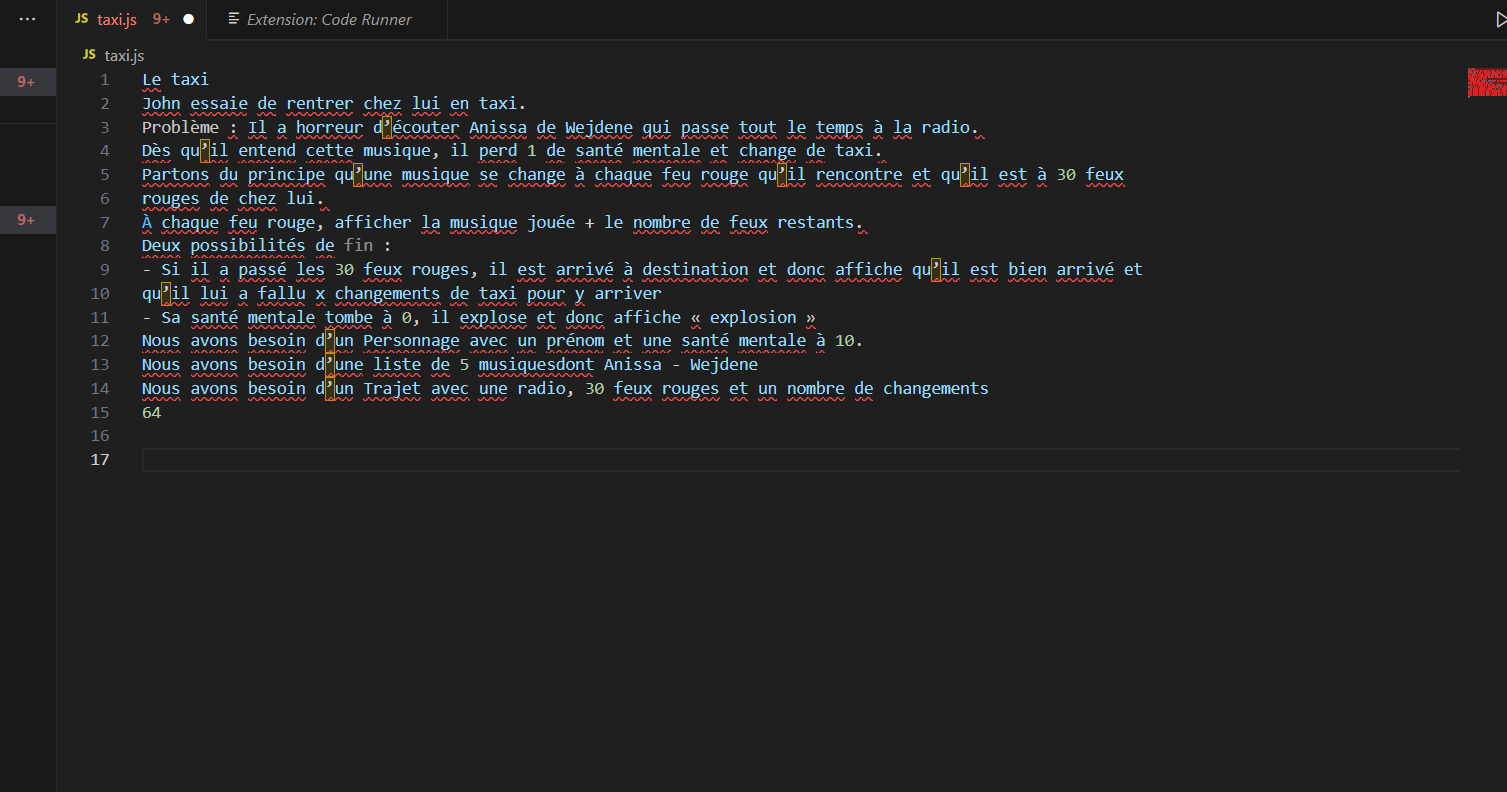 ... JS taxi.js 9+ ● Extension: Code Runner
JS taxi.js
9+
1 Le taxi
2 John essaie de rentrer chez lui en taxi.
3 Problème : Il a horreur d’écouter Anissa de Wejdene qui passe tout le temps à la radio.
4 Dès qu’il entend cette musique, il perd 1 de santé mentale et change de taxi.
5 Partons du principe qu’une musique se change à chaque feu rouge qu’il rencontre et qu’il est à 30 feux
6 rouges de chez lui.
9+
7 À chaque feu rouge, afficher la musique jouée + le nombre de feux restants.
8 Deux possibilités de fin :
9 - Si il a passé les 30 feux rouges, il est arrivé à destination et donc affiche qu’il est bien arrivé et
10 qu’il lui a fallu x changements de taxi pour y arriver
11 - Sa santé mentale tombe à 0, il explose et donc affiche « explosion »
12 Nous avons besoin d’un Personnage avec un prénom et une santé mentale à 10.
13 Nous avons besoin d’une liste de 5 musiquesdont Anissa - Wejdene
14 Nous avons besoin d’un Trajet avec une radio, 30 feux rouges et un nombre de changements
15 64
16
17